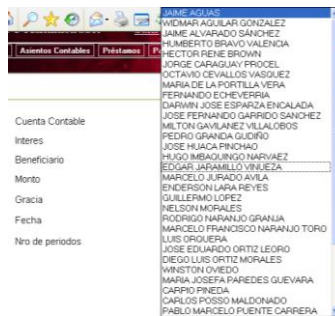 Asientos Contables Préstamos
Cuenta Contable
Interes
Beneficiario
Monto
Gracia
Fecha
Nro de periodos
JAIME AGUAS
WIDMAR AGUILAR GONZALEZ
JAIME ALVARADO SÁNCHEZ
HUMBERTO BRAVO VALENCIA
HECTOR RENE BROWN
JORGE CARAGUAY PROCEL
OCTAVIO CEVALLOS VASQUEZ
MARIA DE LA PORTILLA VERA
FERNANDO ECHEVERRIA
DARWIN JOSE ESPARZA ENCALADA
JOSE FERNANDO GARRIDO SANCHEZ
MILTON GAVILANEZ VILLALOBOS
PEDRO GRANDA GUDIÑO
JOSE HUACA PINCHAO
HUGO IMBAQUINGO NARVAEZ
EDGAR JARAMILLO VINUEZA
MARCELO JURADO AVILA
ENDERSON LARA REYES
GUILLERMO LOPEZ
NELSON MORALES
RODRIGO NARANJO GRANJA
MARCELO FRANCISCO NARANJO TORO
LUIS ORQUERA
JOSE EDUARDO ORTIZ LEORO
DIEGO LUIS ORTIZ MORALES
WINSTON OVIEDO
MARIA JOSEFA PAREDES GUEVARA
CARPIO PINEDA
CARLOS POSSO MALDONADO
PABLO MARCELO PUENTE CARRERA